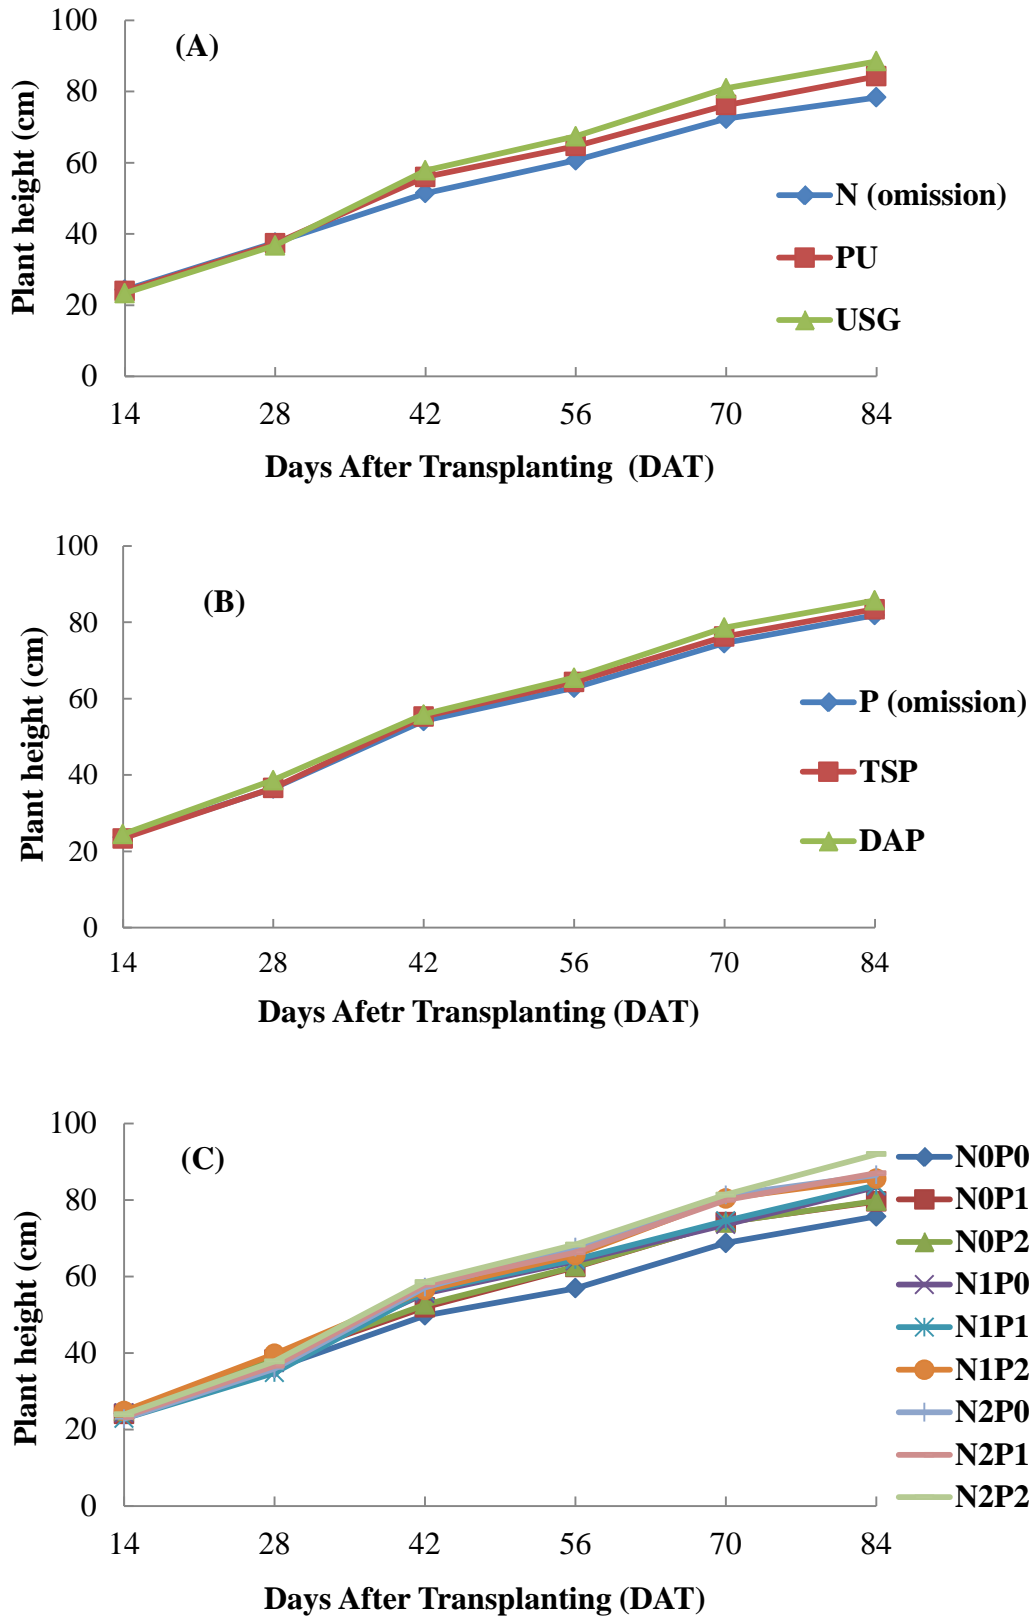 100
(A)
80
60
40
20
0
Plant height (cm)
N (omission)
PU
USG
14 28 42 56 70 84
Days After Transplanting (DAT)
100
(B)
80
60
40
20
0
Plant height (cm)
P (omission)
TSP
DAP
14 28 42 56 70 84
Days Afetr Transplanting (DAT)
100
(C)
80
60
40
20
0
Plant height (cm)
N0P0
N0P1
N0P2
N1P0
N1P1
N1P2
N2P0
N2P1
N2P2
14 28 42 56 70 84
Days After Transplanting (DAT)